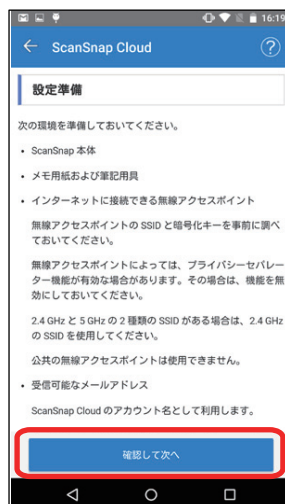 16:19
ScanSnap Cloud
?
設定準備
次の環境を準備しておいてください。
• ScanSnap 本体
• メモ用紙および筆記用具
• インターネットに接続できる無線アクセスポイント
無線アクセスポイントの SSID と暗号化キーを事前に調べ
ておいてください。
無線アクセスポイントによっては、プライバシーセパレー
ター機能が有効な場合があります。その場合は、機能を無
効にしておいてください。
2.4 GHz と 5 GHz の 2 種類の SSID がある場合は、2.4 GHz
の SSID を使用してください。
公共の無線アクセスポイントは使用できません。
• 受信可能なメールアドレス
ScanSnap Cloud のアカウント名として利用します。
確認して次へ